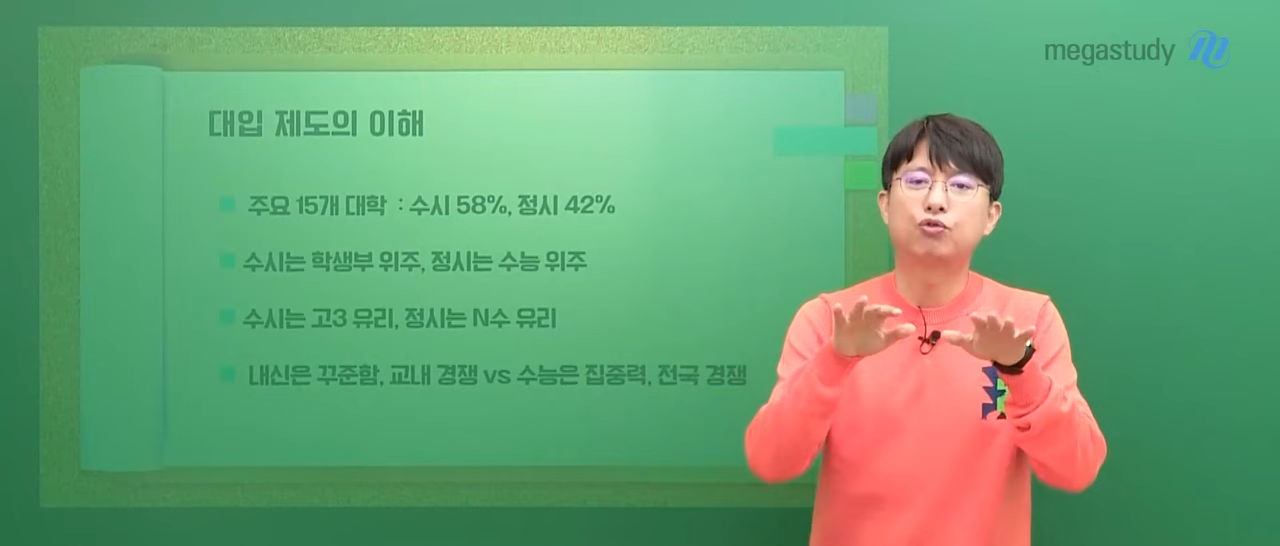 megastudy
대입 제도의 이해
주요 15개 대학 : 수시 58%, 정시 42%
수시는 학생부 위주, 정시는 수능 위주
수시는 고3 유리, 정시는 N수 유리
내신은 꾸준함, 교내 경쟁 vs 수능은 집중력, 전국 경쟁